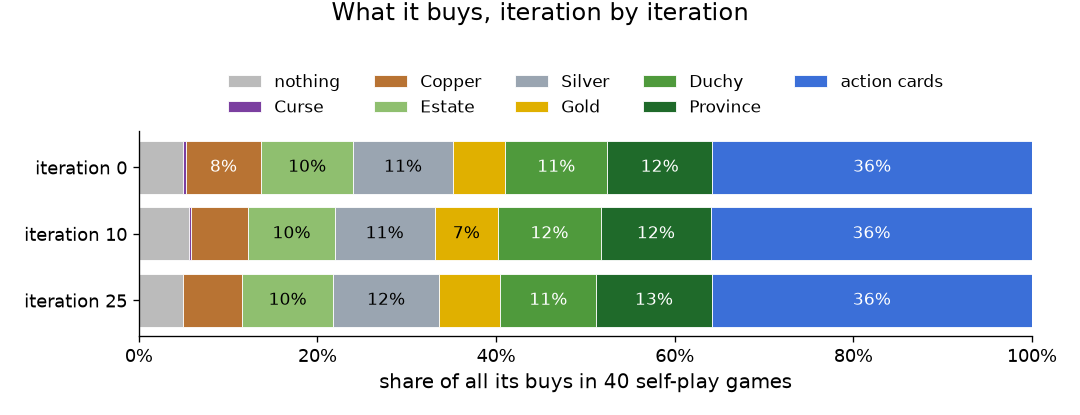 What it buys, iteration by iteration
nothing Copper Silver Duchy action cards
Curse Estate Gold Province
iteration 0 8% 10% 11% 11% 12% 36%
iteration 10 10% 11% 7% 12% 12% 36%
iteration 25 10% 12% 11% 13% 36%
0% 20% 40% 60% 80% 100%
share of all its buys in 40 self-play games